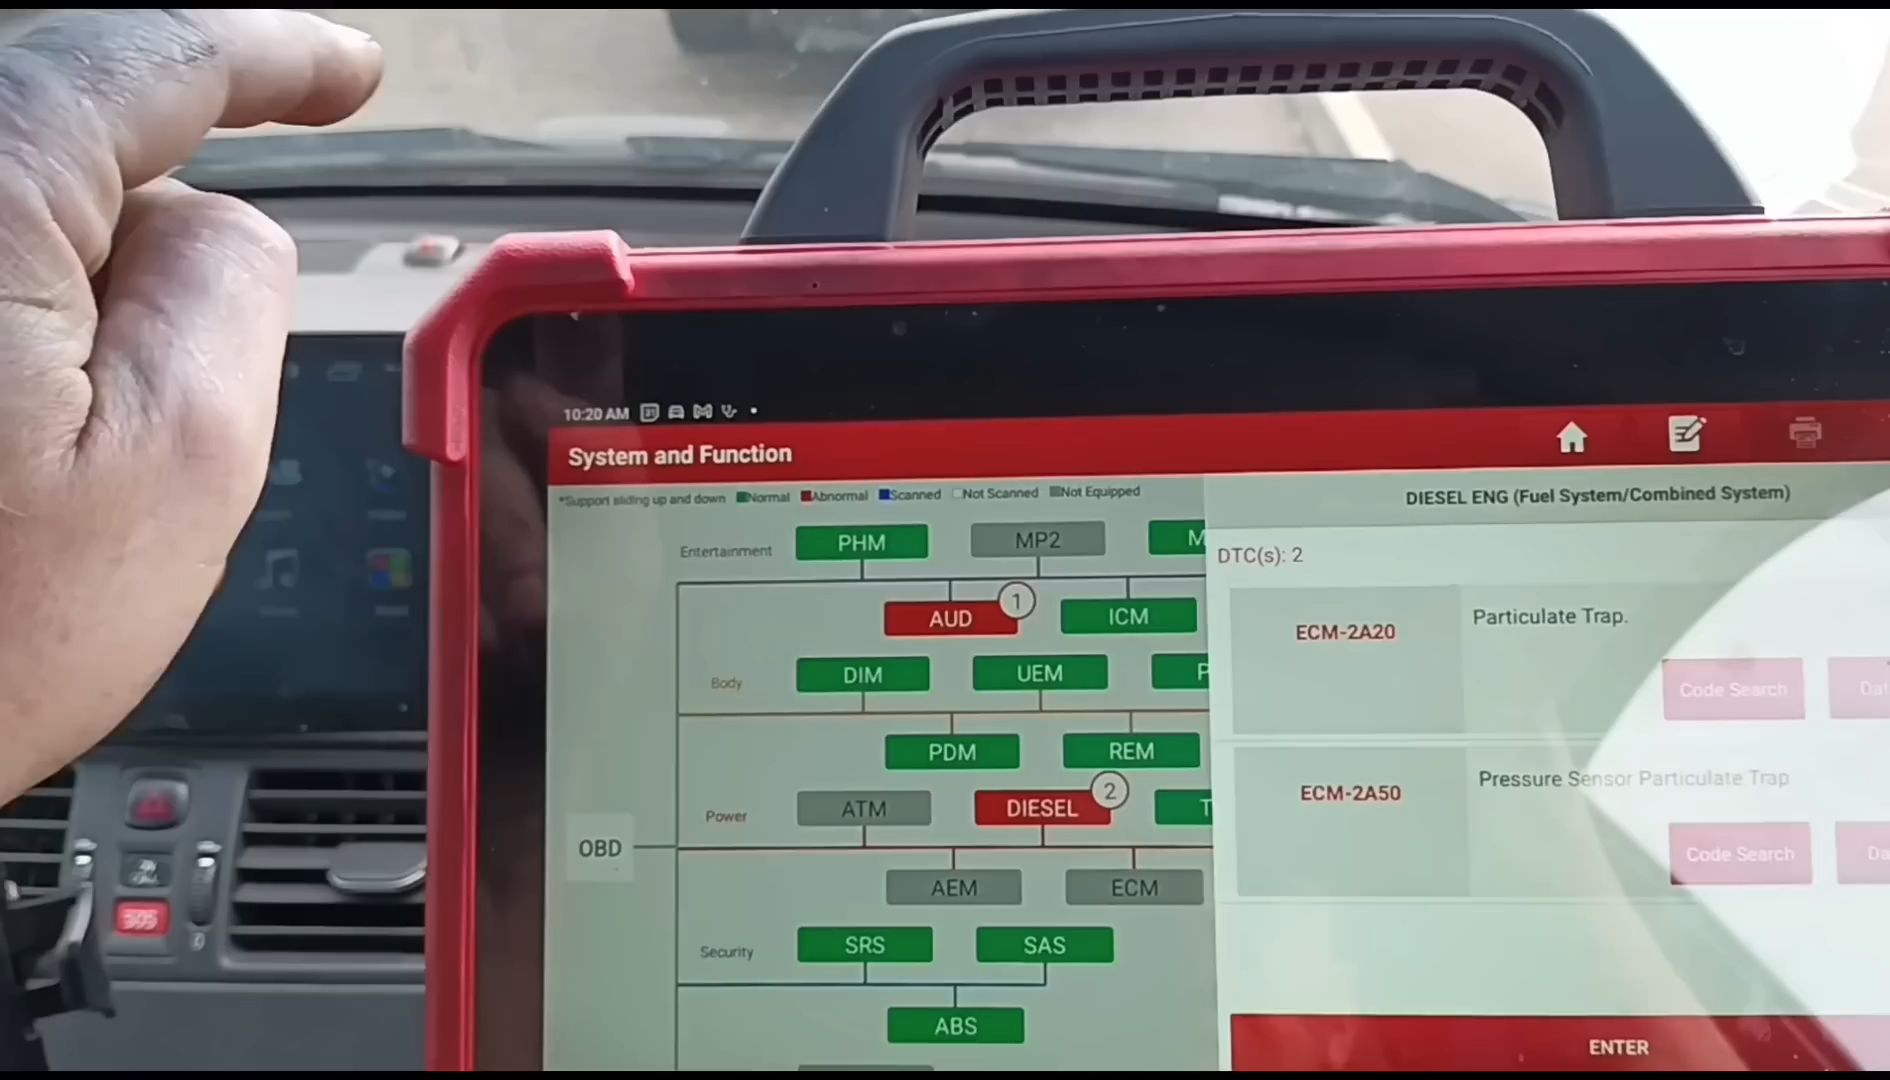 10:20 AM
System and Function
*Support sliding up and down Normal Abnormal Scanned Not Scanned Not Equipped
Entertainment
PHM
MP2
M
AUD
1
ICM
Body
DIM
UEM
P
PDM
REM
Power
ATM
DIESEL
2
T
OBD
AEM
ECM
Security
SRS
SAS
ABS
DIESEL ENG (Fuel System/Combined System)
DTC(s): 2
ECM-2A20
Particulate Trap.
Code Search
Dat
ECM-2A50
Pressure Sensor Particulate Trap
Code Search
Da
ENTER